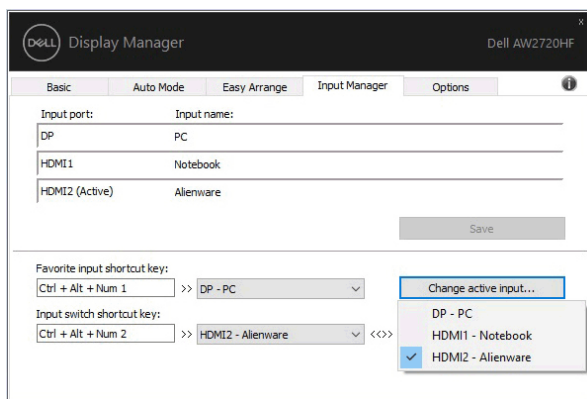 DELL Display Manager Dell AW2720HF
x
Basic Auto Mode Easy Arrange Input Manager Options i
Input port: Input name:
DP PC
HDMI1 Notebook
HDMI2 (Active) Alienware
Save
Favorite input shortcut key:
Ctrl + Alt + Num 1 >> DP - PC Change active input...
Input switch shortcut key:
Ctrl + Alt + Num 2 >> HDMI2 - Alienware <<>>
DP - PC
HDMI1 - Notebook
HDMI2 - Alienware